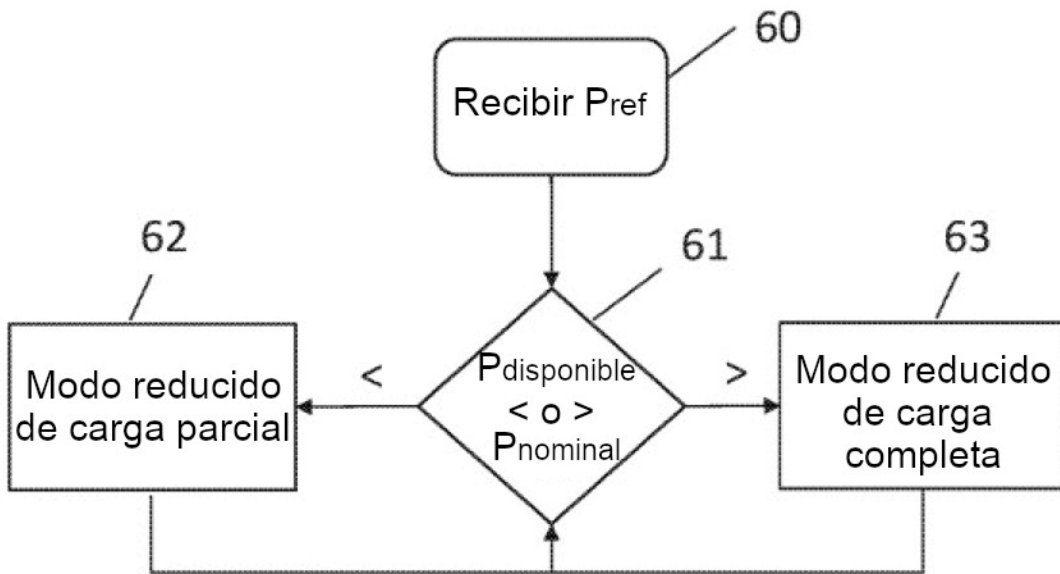 60
Recibir Pref
62
61
63
Modo reducido
de carga parcial
<
Pdisponible
< o >
Pnominal
>
Modo reducido
de carga
completa